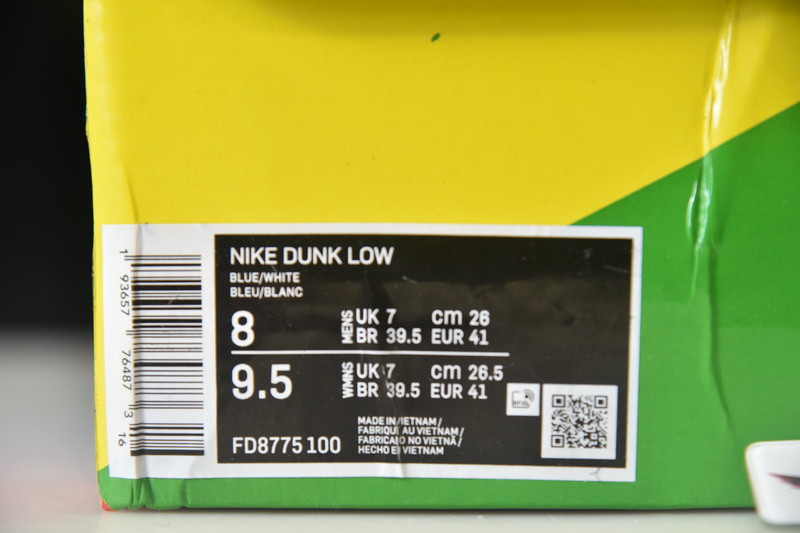 NIKE DUNK LOW
BLUE/WHITE
BLEU/BLANC
8 MENS UK 7 cm 26
BR 39.5 EUR 41
9.5 WMNS UK 7 cm 26.5
BR 39.5 EUR 41
FD8775 100
MADE IN VIETNAM /
FABRIQUÉ AU VIETNAM /
FABRICADO NO VIETNÃ /
HECHO EN VIETNAM
1 93657 76487 3 16